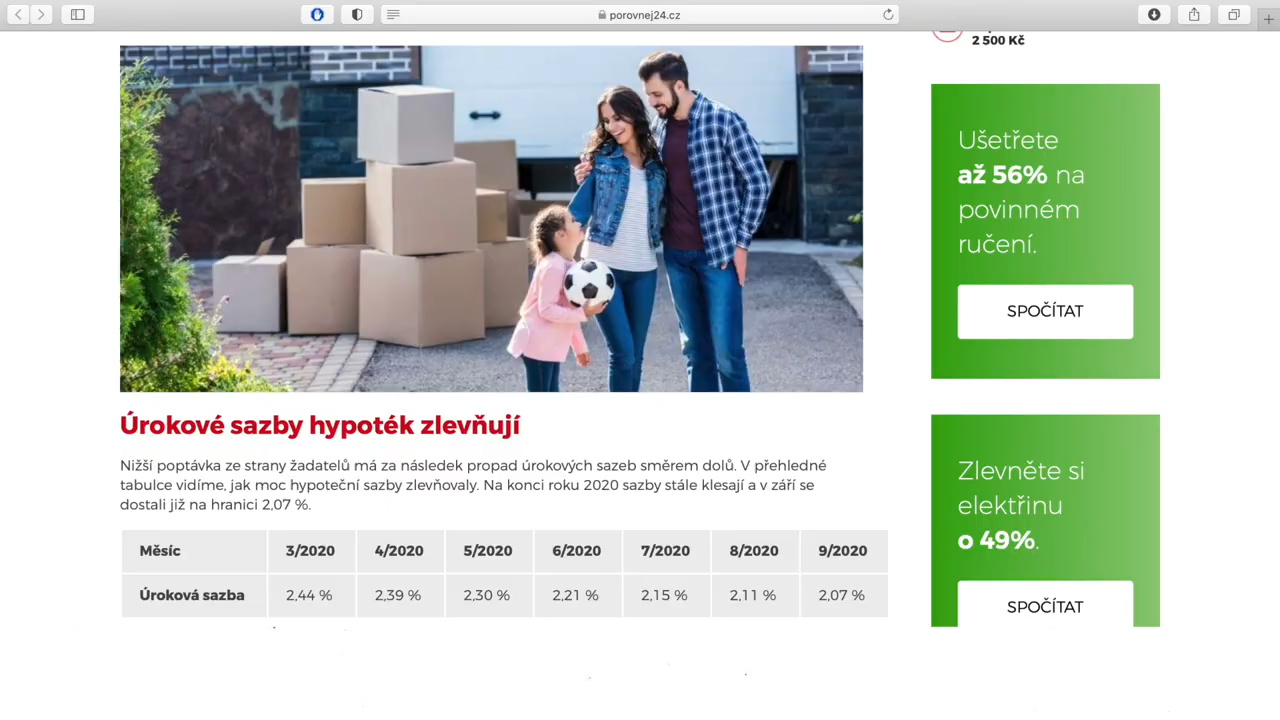 porovnej24.cz
2 500 Kč
Ušetřete
až 56% na
povinném
ručení.
SPOČÍTAT
Úrokové sazby hypoték zlevňují
Nižší poptávka ze strany žadatelů má za následek propad úrokových sazeb směrem dolů. V přehledné
tabulce vidíme, jak moc hypoteční sazby zlevňovaly. Na konci roku 2020 sazby stále klesají a v září se
dostali již na hranici 2,07 %.
Měsíc 3/2020 4/2020 5/2020 6/2020 7/2020 8/2020 9/2020
Úroková sazba 2,44 % 2,39 % 2,30 % 2,21 % 2,15 % 2,11 % 2,07 %
Zlevněte si
elektřinu
o 49%.
SPOČÍTAT